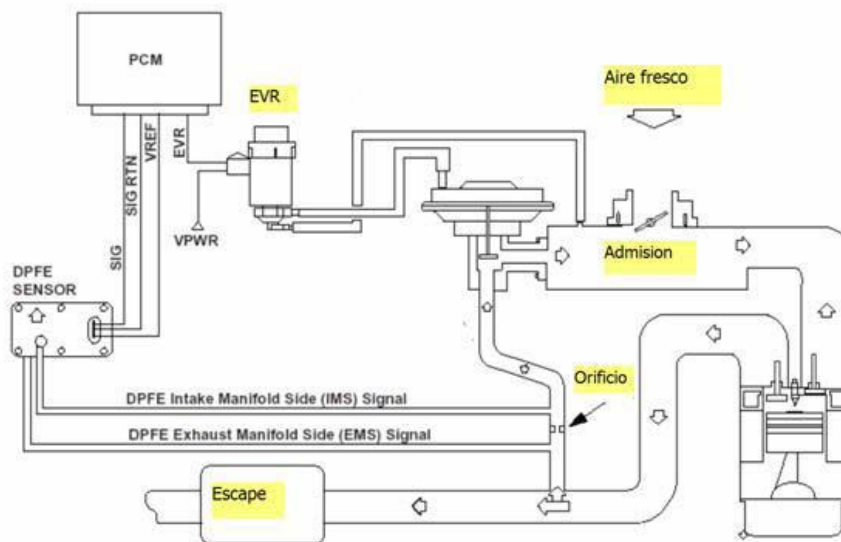 PCM
EVR
Aire fresco
SIG
SIG RTN
VREF
EVR
VPWR
DPFE
SENSOR
Admision
Orificio
DPFE Intake Manifold Side (IMS) Signal
DPFE Exhaust Manifold Side (EMS) Signal
Escape